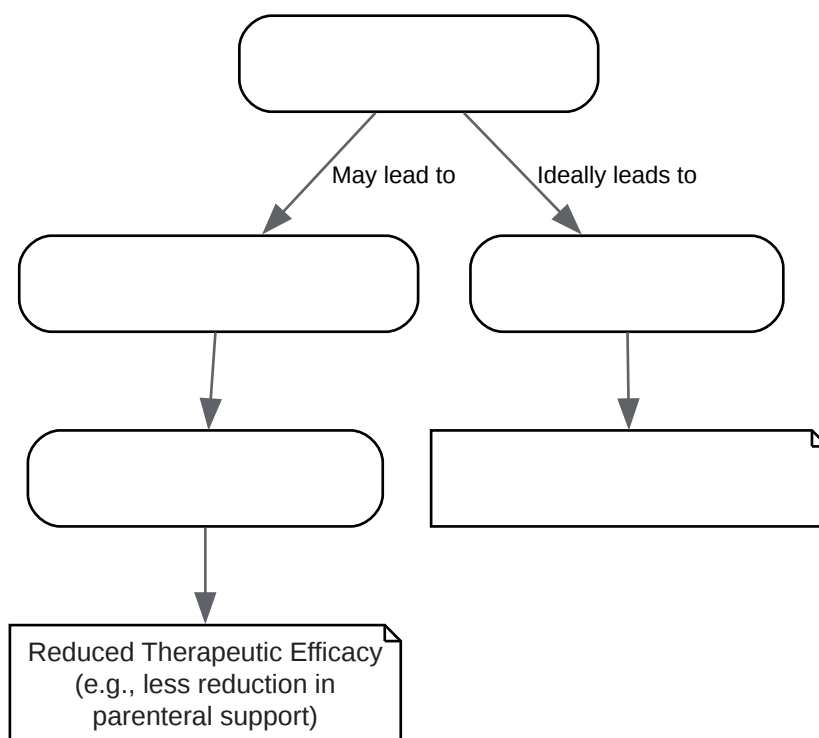 May lead to
Ideally leads to
Reduced Therapeutic Efficacy
(e.g., less reduction in
parenteral support)